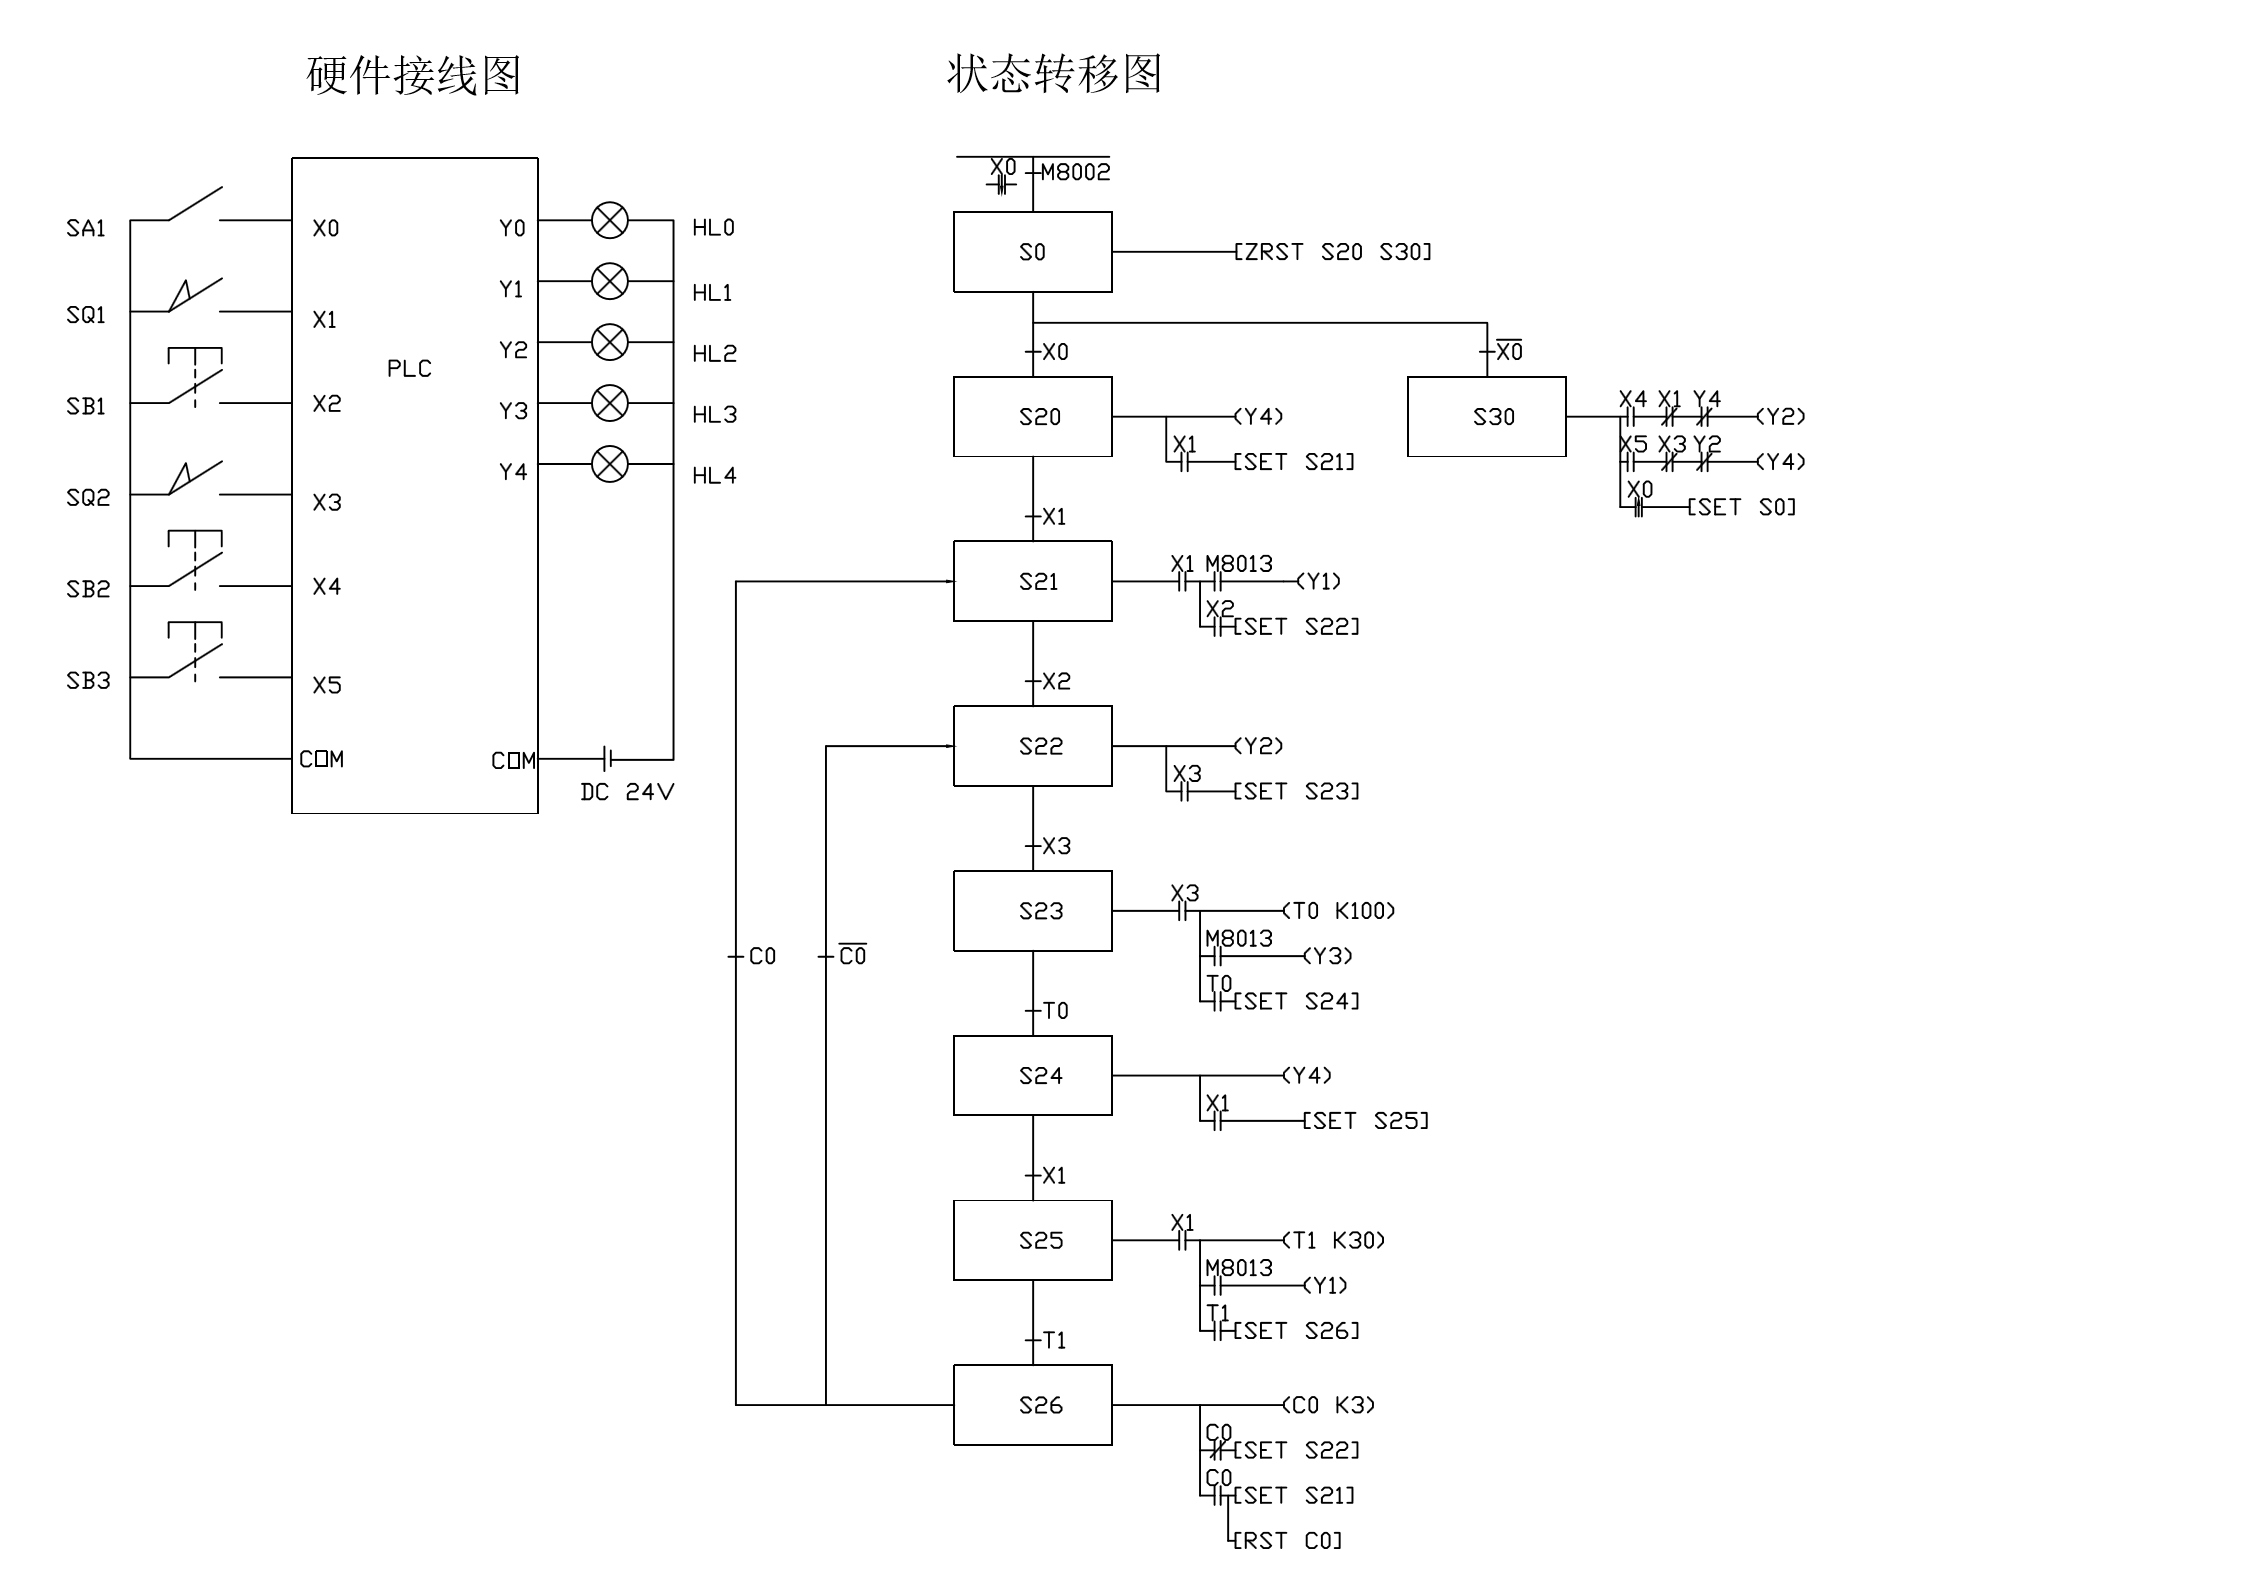 硬件接线图
SA1
SQ1
SB1
SQ2
SB2
SB3
X0
X1
X2
X3
X4
X5
COM
PLC
Y0
Y1
Y2
Y3
Y4
COM
HL0
HL1
HL2
HL3
HL4
DC 24V
状态转移图
X0
M8002
S0
[ZRST S20 S30]
X0
X0
S20
(Y4)
X1
[SET S21]
S30
X4 X1 Y4
(Y2)
X5 X3 Y2
(Y4)
X0
[SET S0]
X1
S21
X1 M8013
(Y1)
X2
[SET S22]
X2
S22
(Y2)
X3
[SET S23]
X3
S23
X3
(T0 K100)
M8013
(Y3)
T0
[SET S24]
C0
C0
T0
S24
(Y4)
X1
[SET S25]
X1
S25
X1
(T1 K30)
M8013
(Y1)
T1
[SET S26]
T1
S26
(C0 K3)
C0
[SET S22]
C0
[SET S21]
[RST C0]